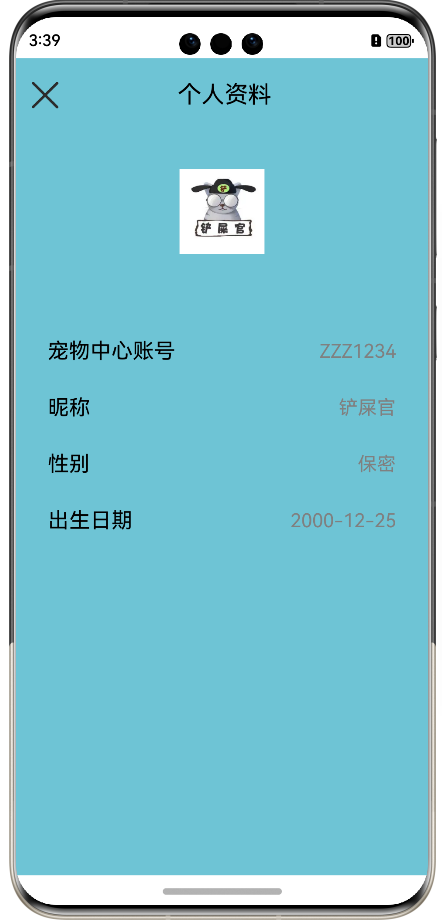 3:39
100
个人资料
铲
铲屎官
宠物中心账号 ZZZ1234
昵称 铲屎官
性别 保密
出生日期 2000-12-25